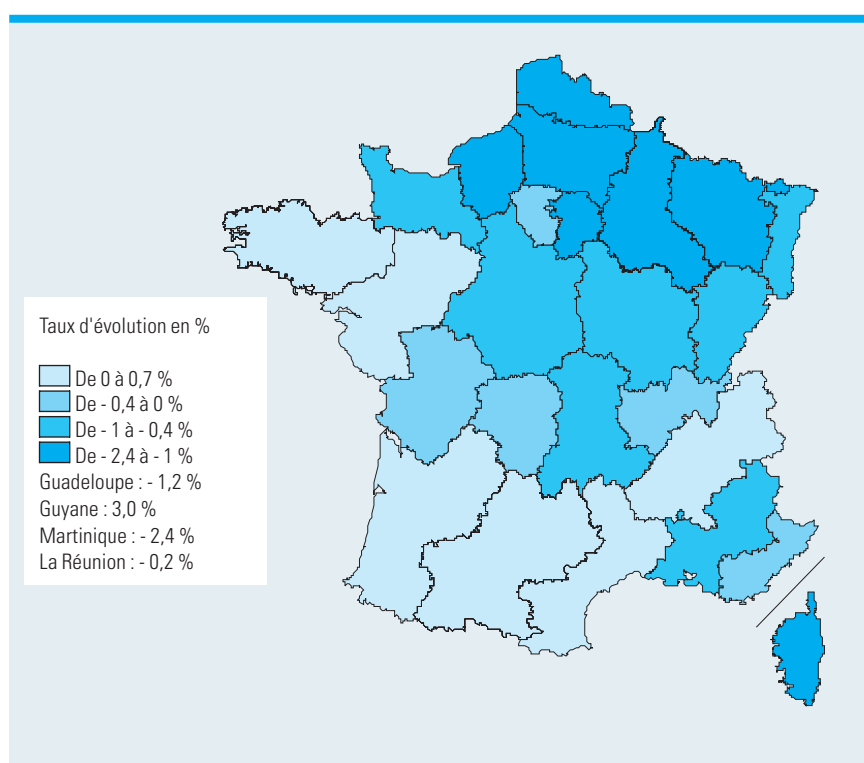 Taux d'évolution en %
De 0 à 0,7 %
De - 0,4 à 0 %
De - 1 à - 0,4 %
De - 2,4 à - 1 %
Guadeloupe : - 1,2 %
Guyane : 3,0 %
Martinique : - 2,4 %
La Réunion : - 0,2 %